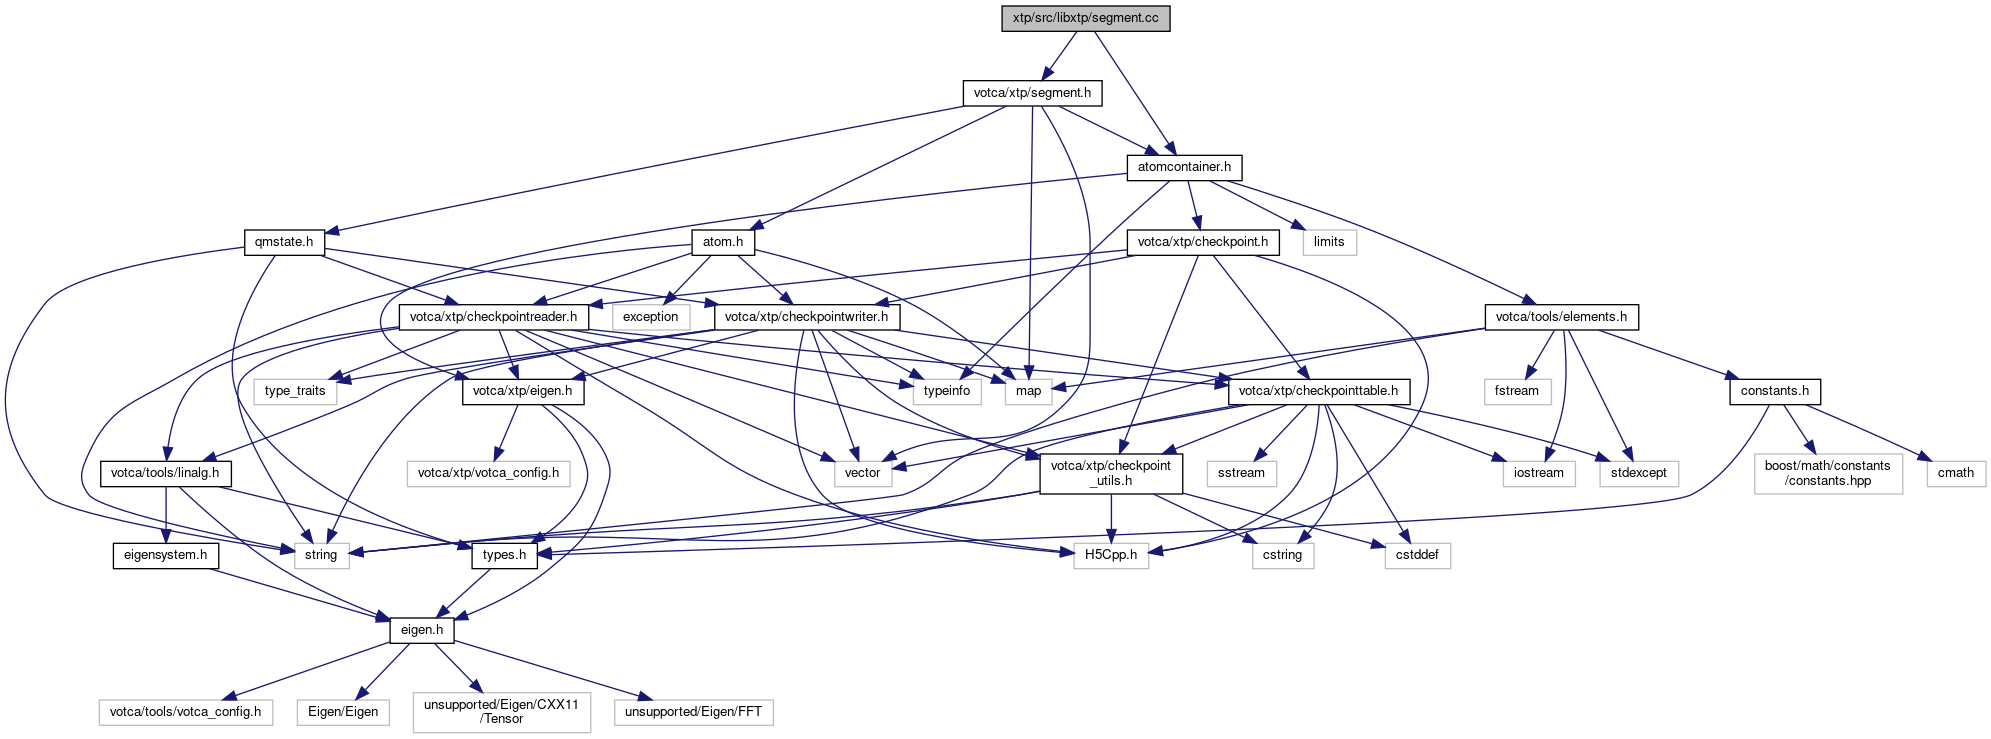 xtp/src/libxtp/segment.cc
votca/xtp/segment.h
atomcontainer.h
qmstate.h
atom.h
votca/xtp/checkpoint.h
limits
votca/xtp/checkpointreader.h
exception
votca/xtp/checkpointwriter.h
votca/tools/elements.h
type_traits
votca/xtp/eigen.h
typeinfo
map
votca/xtp/checkpointtable.h
fstream
constants.h
votca/tools/linalg.h
votca/xtp/votca_config.h
vector
votca/xtp/checkpoint
_utils.h
sstream
iostream
stdexcept
boost/math/constants
/constants.hpp
cmath
eigensystem.h
string
types.h
H5Cpp.h
cstring
cstddef
eigen.h
votca/tools/votca_config.h
Eigen/Eigen
unsupported/Eigen/CXX11
/Tensor
unsupported/Eigen/FFT